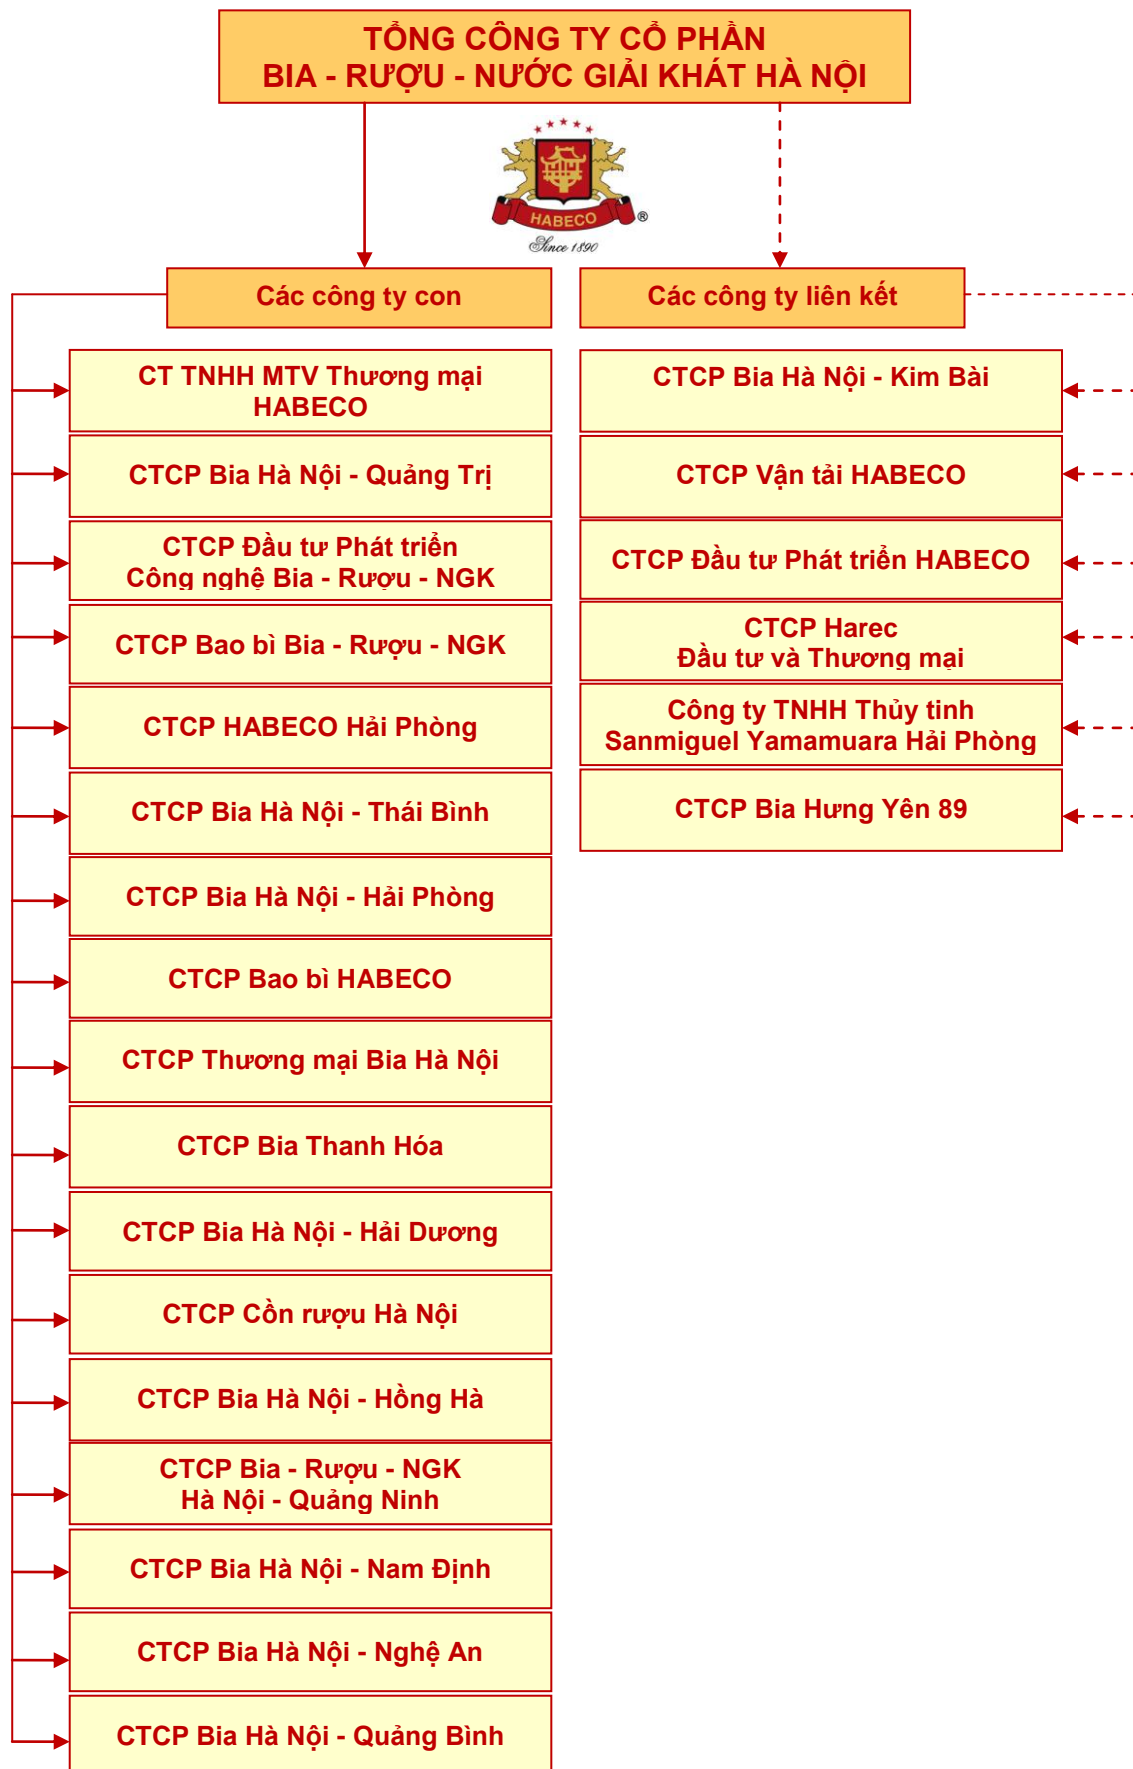 TỔNG CÔNG TY CỔ PHẦN
BIA - RƯỢU - NƯỚC GIẢI KHÁT HÀ NỘI
HABECO
®
Since 1890
Các công ty con
CT TNHH MTV Thương mại
HABECO
CTCP Bia Hà Nội - Quảng Trị
CTCP Đầu tư Phát triển
Công nghệ Bia - Rượu - NGK
CTCP Bao bì Bia - Rượu - NGK
CTCP HABECO Hải Phòng
CTCP Bia Hà Nội - Thái Bình
CTCP Bia Hà Nội - Hải Phòng
CTCP Bao bì HABECO
CTCP Thương mại Bia Hà Nội
CTCP Bia Thanh Hóa
CTCP Bia Hà Nội - Hải Dương
CTCP Cồn rượu Hà Nội
CTCP Bia Hà Nội - Hồng Hà
CTCP Bia - Rượu - NGK
Hà Nội - Quảng Ninh
CTCP Bia Hà Nội - Nam Định
CTCP Bia Hà Nội - Nghệ An
CTCP Bia Hà Nội - Quảng Bình
Các công ty liên kết
CTCP Bia Hà Nội - Kim Bài
CTCP Vận tải HABECO
CTCP Đầu tư Phát triển HABECO
CTCP Harec
Đầu tư và Thương mại
Công ty TNHH Thủy tinh
Sanmiguel Yamamuara Hải Phòng
CTCP Bia Hưng Yên 89